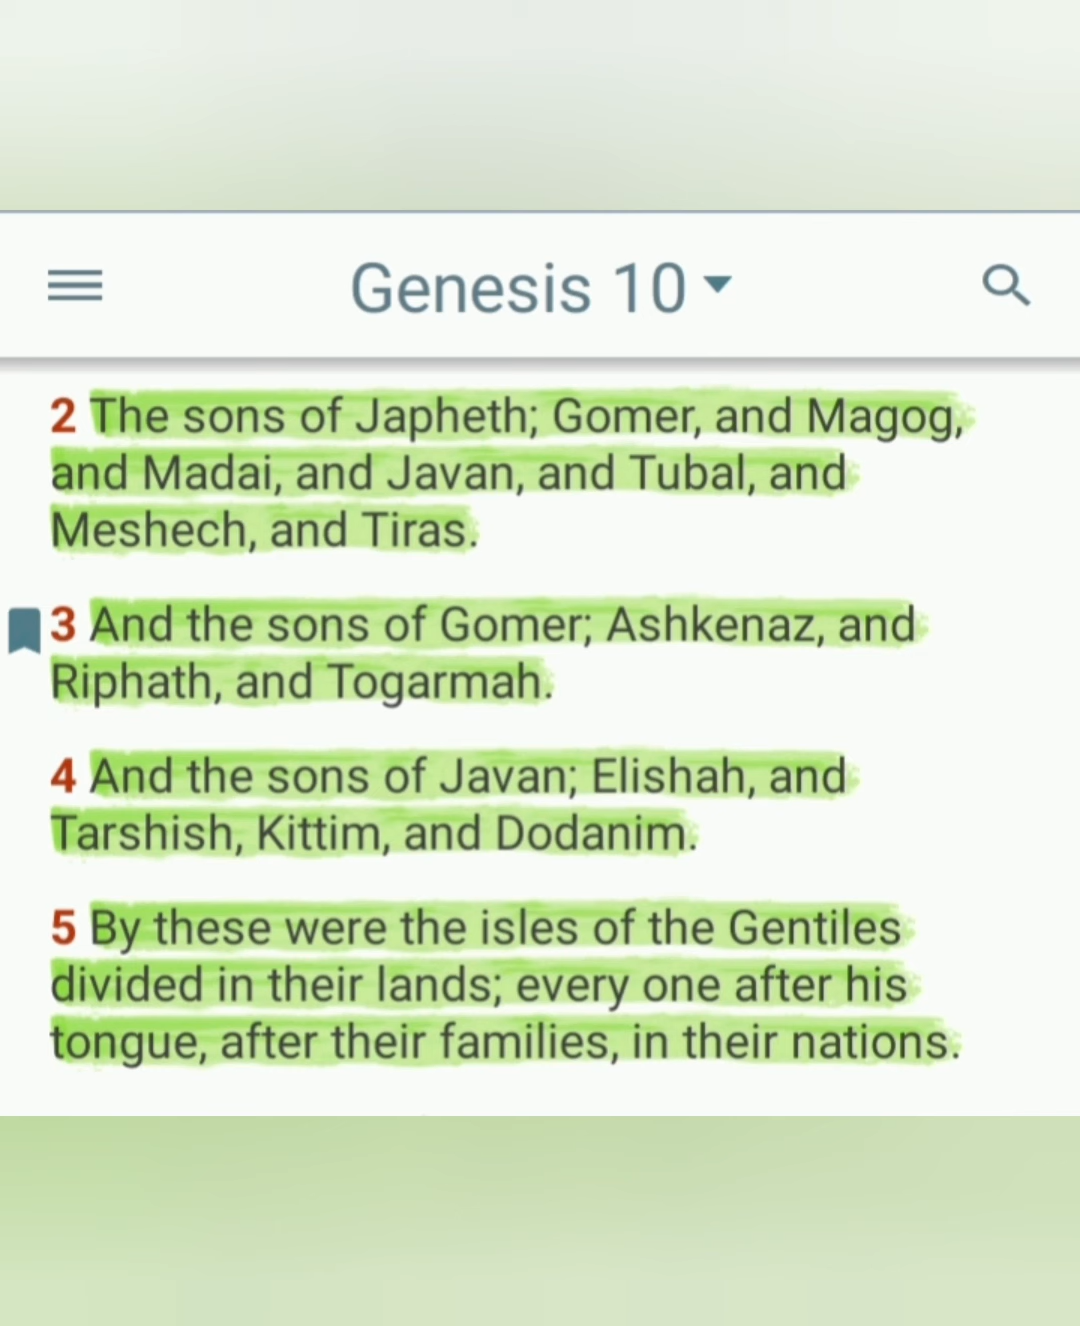 Genesis 10
2 The sons of Japheth; Gomer, and Magog,
and Madai, and Javan, and Tubal, and
Meshech, and Tiras.
3 And the sons of Gomer; Ashkenaz, and
Riphath, and Togarmah.
4 And the sons of Javan; Elishah, and
Tarshish, Kittim, and Dodanim.
5 By these were the isles of the Gentiles
divided in their lands; every one after his
tongue, after their families, in their nations.